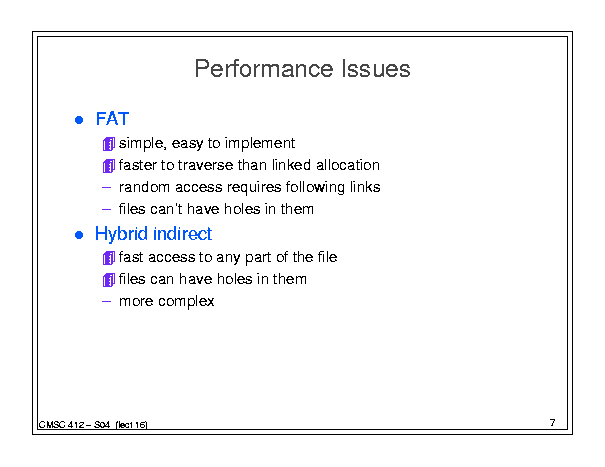 Performance Issues
● FAT
simple, easy to implement
faster to traverse than linked allocation
– random access requires following links
– files can't have holes in them
● Hybrid indirect
fast access to any part of the file
files can have holes in them
– more complex
CMSC 412 – S04 (lect 16)
7